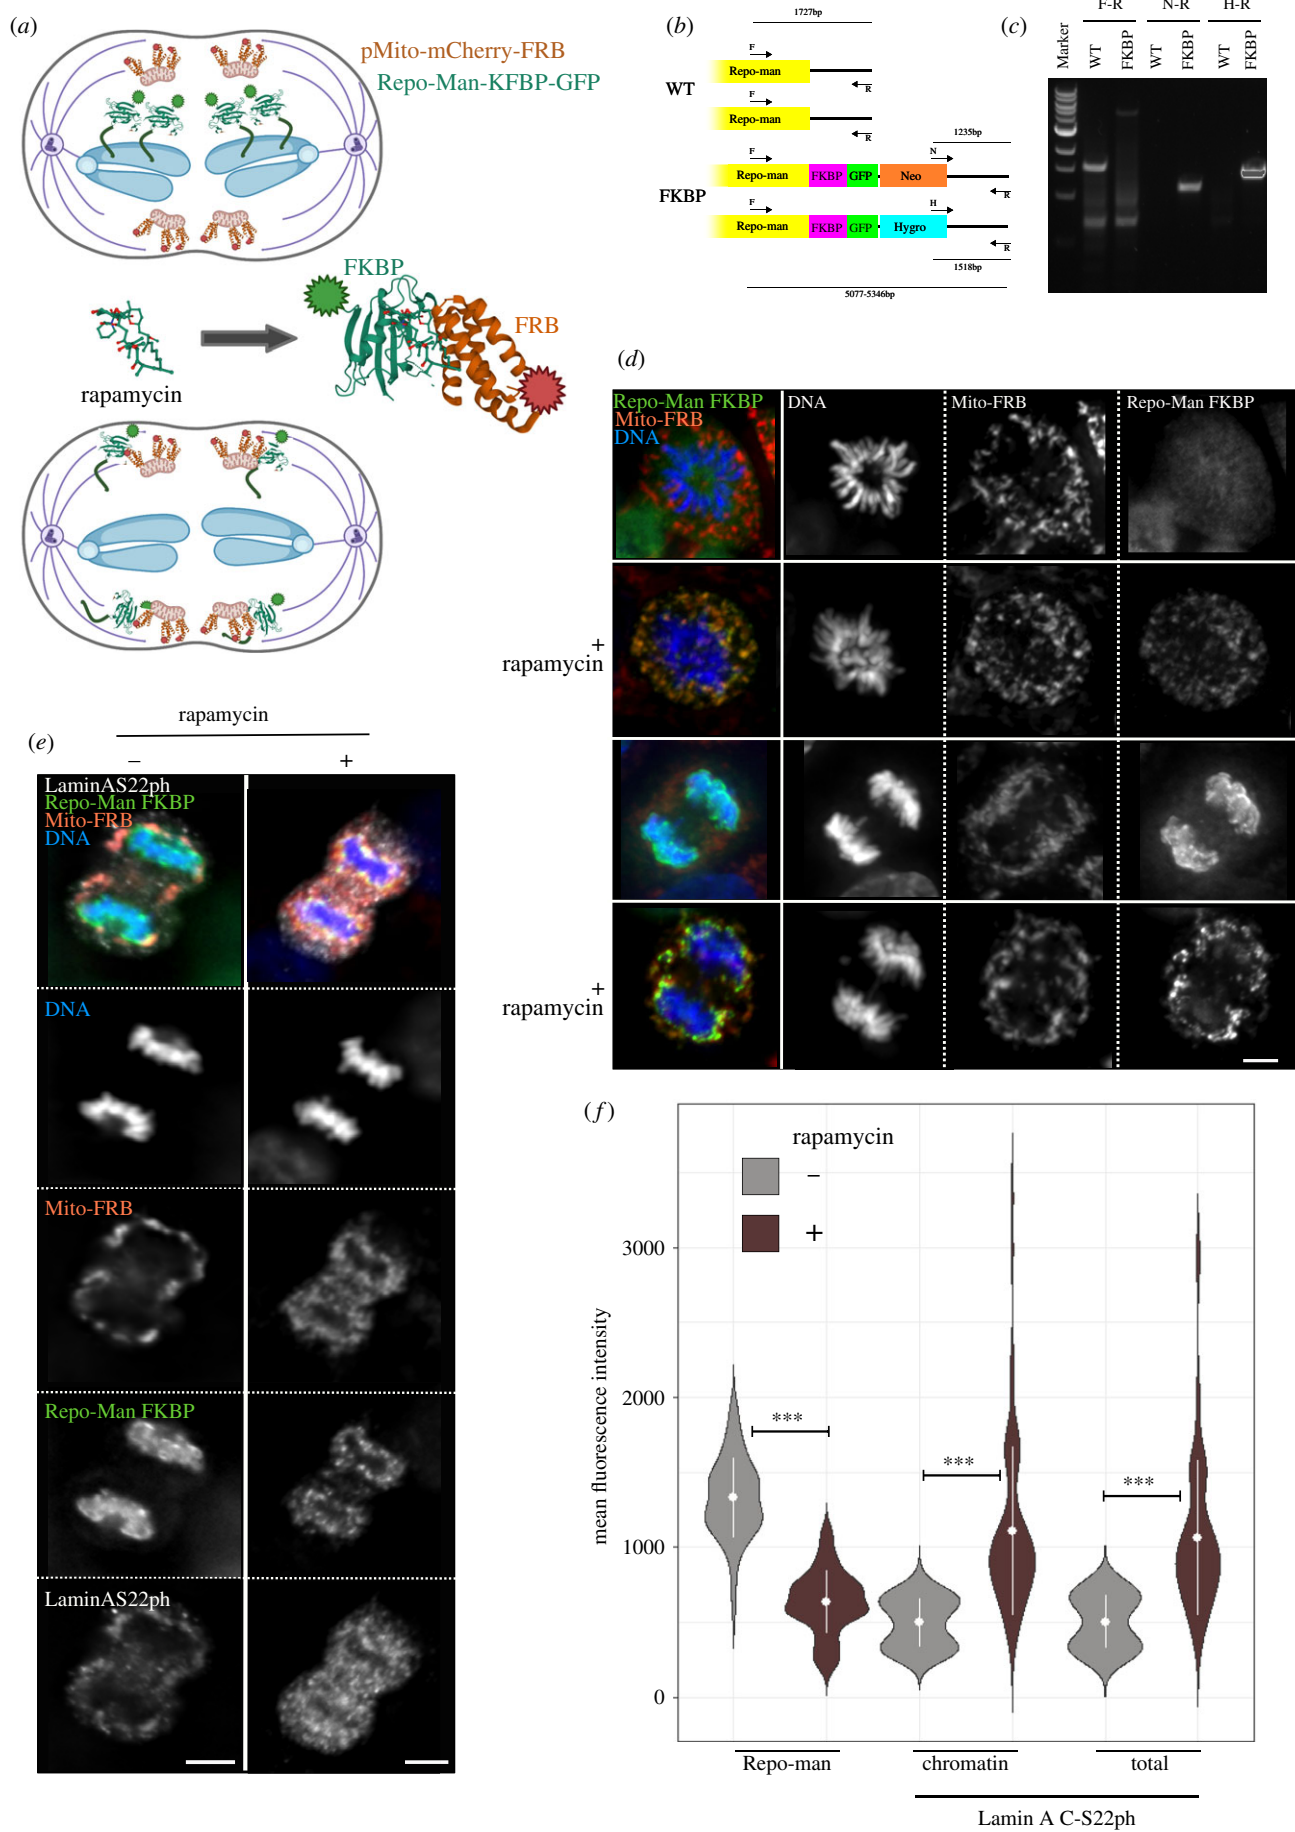 (a)
pMito-mCherry-FRB
Repo-Man-KFBP-GFP
rapamycin
FKBP
FRB
(b)
1727bp
WT
F
Repo-man
R
F
Repo-man
R
1235bp
FKBP
F
N
Repo-man
FKBP
GFP
Neo
R
F
H
Repo-man
FKBP
GFP
Hygro
R
1518bp
5077-5346bp
(c)
F-R
N-R
H-R
Marker
WT
FKBP
WT
FKBP
WT
FKBP
(d)
Repo-Man FKBP
Mito-FRB
DNA
DNA
Mito-FRB
Repo-Man FKBP
+
rapamycin
+
rapamycin
(e)
rapamycin
– +
LaminAS22ph
Repo-Man FKBP
Mito-FRB
DNA
DNA
Mito-FRB
Repo-Man FKBP
LaminAS22ph
(f)
rapamycin
–
+
mean fluorescence intensity
3000
2000
1000
0
***
***
***
Repo-man
chromatin
total
Lamin A C-S22ph